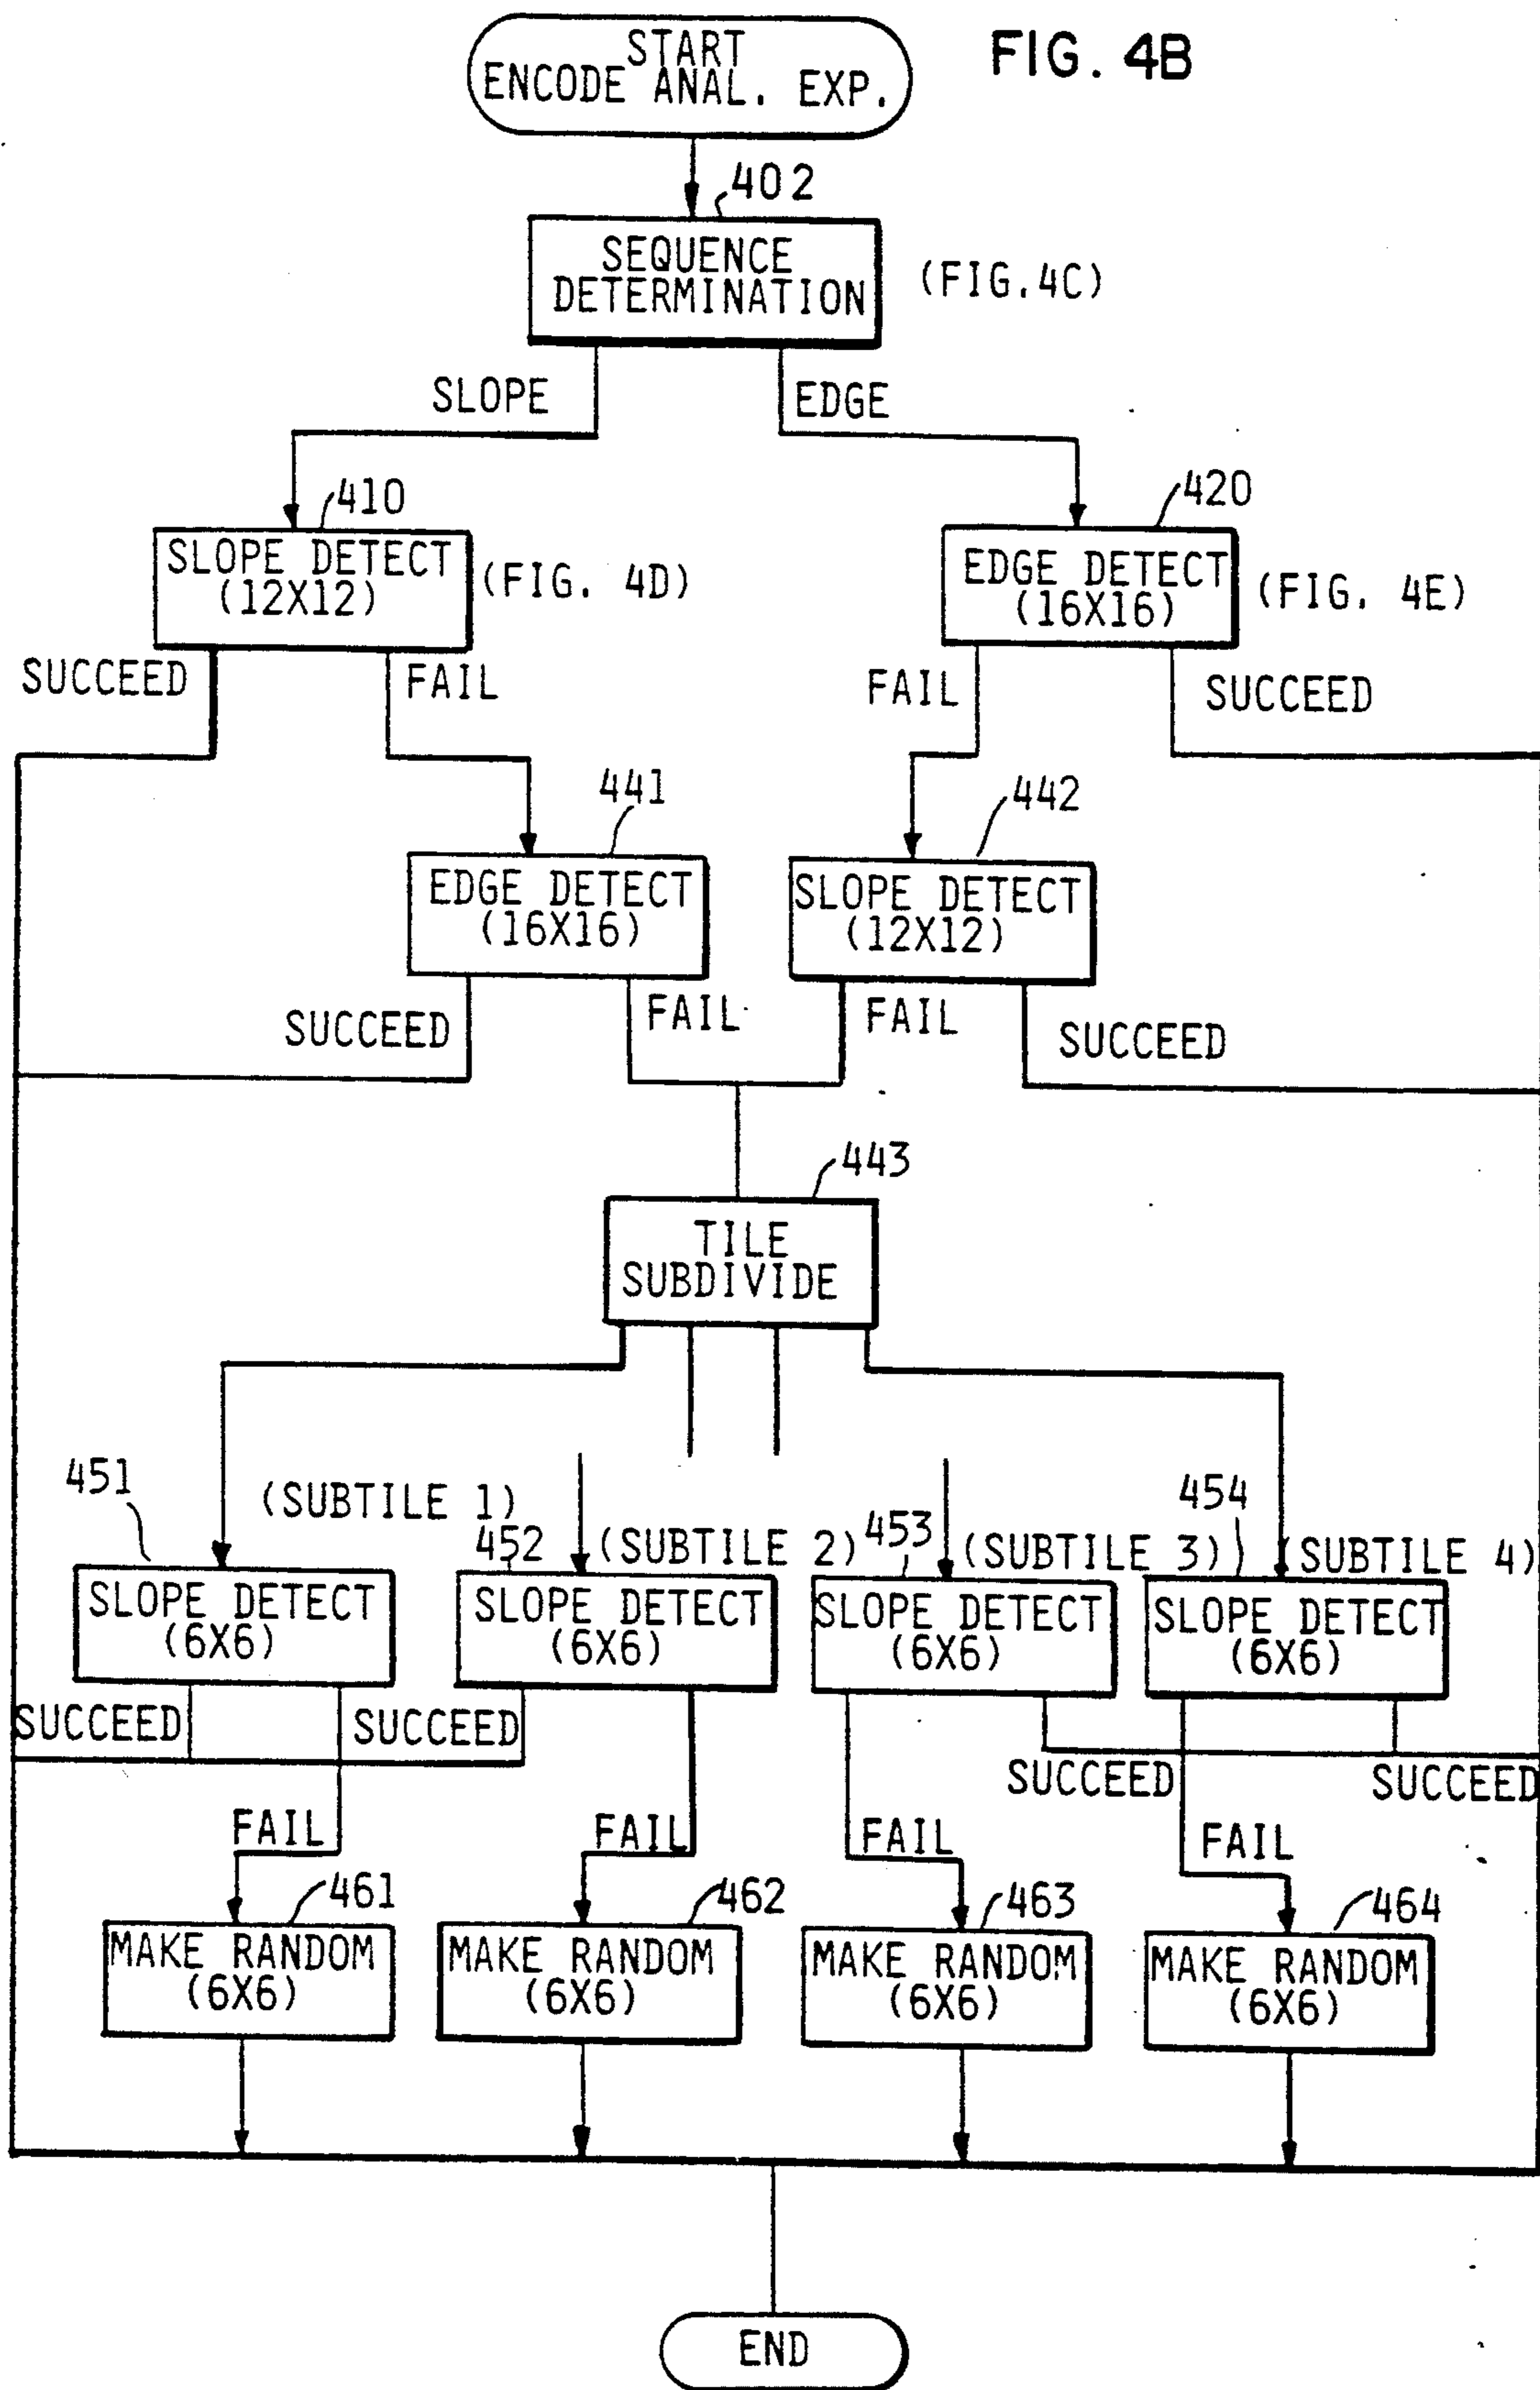 START
ENCODE ANAL. EXP.
FIG. 4B
402
SEQUENCE
DETERMINATION
(FIG.4C)
SLOPE
EDGE
410
SLOPE DETECT
(12X12)
(FIG. 4D)
420
EDGE DETECT
(16X16)
(FIG. 4E)
SUCCEED
FAIL
FAIL
SUCCEED
441
EDGE DETECT
(16X16)
442
SLOPE DETECT
(12X12)
SUCCEED
FAIL
FAIL
SUCCEED
443
TILE
SUBDIVIDE
451
(SUBTILE 1)
452
(SUBTILE 2)
453
(SUBTILE 3)
454
(SUBTILE 4)
SLOPE DETECT
(6X6)
SLOPE DETECT
(6X6)
SLOPE DETECT
(6X6)
SLOPE DETECT
(6X6)
SUCCEED
SUCCEED
SUCCEED
SUCCEED
FAIL
FAIL
FAIL
FAIL
461
462
463
464
MAKE RANDOM
(6X6)
MAKE RANDOM
(6X6)
MAKE RANDOM
(6X6)
MAKE RANDOM
(6X6)
END